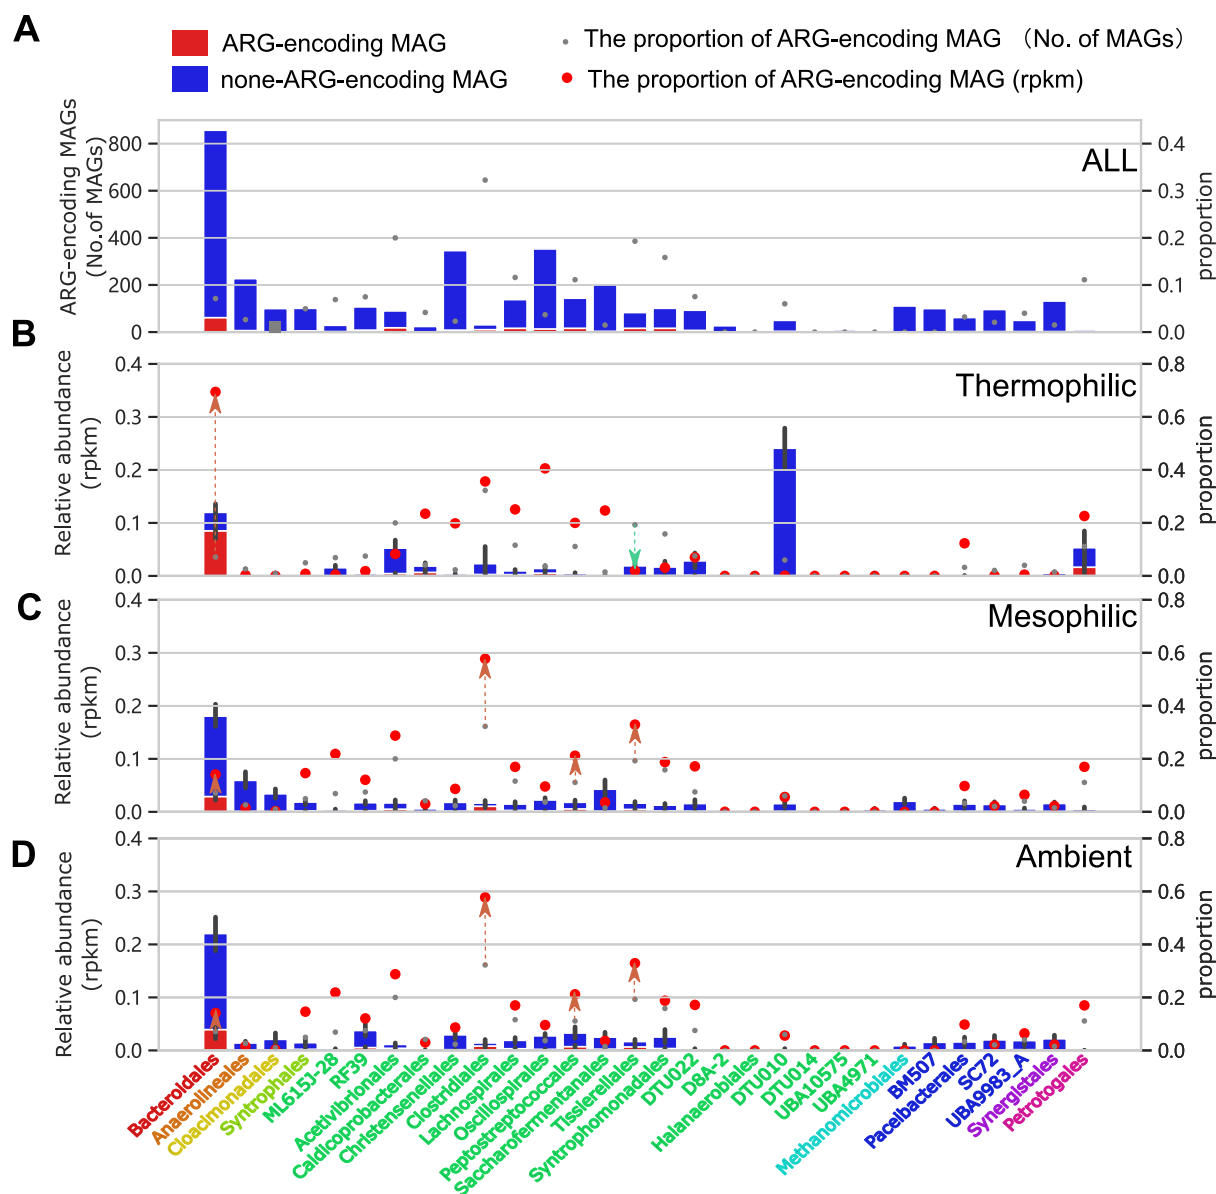 A
ARG-encoding MAG
none-ARG-encoding MAG
The proportion of ARG-encoding MAG （No. of MAGs）
The proportion of ARG-encoding MAG (rpkm)
ARG-encoding MAGs
(No.of MAGs)
800
600
400
200
0
ALL
0.4
0.3
0.2
0.1
0.0
proportion
B
Relative abundance
(rpkm)
0.4
0.3
0.2
0.1
0.0
Thermophilic
0.8
0.6
0.4
0.2
0.0
proportion
C
Relative abundance
(rpkm)
0.4
0.3
0.2
0.1
0.0
Mesophilic
0.8
0.6
0.4
0.2
0.0
proportion
D
Relative abundance
(rpkm)
0.4
0.3
0.2
0.1
0.0
Ambient
0.8
0.6
0.4
0.2
0.0
proportion
Bacteroidales
Anaerolineales
Cloacimonadales
Syntrophales
ML615J-28
RF39
Acetivibrionales
Caldicoprobacterales
Christensenellales
Clostridiales
Lachnospirales
Oscillospirales
Peptostreptococcales
Saccharofermentanales
Tissierellales
Syntrophomonadales
DTU022
D8A-2
Halanaerobiales
DTU010
DTU014
UBA10575
UBA4971
Methanomicrobiales
BM507
Pacelbacterales
SC72
UBA9983_A
Synergistales
Petrotogales